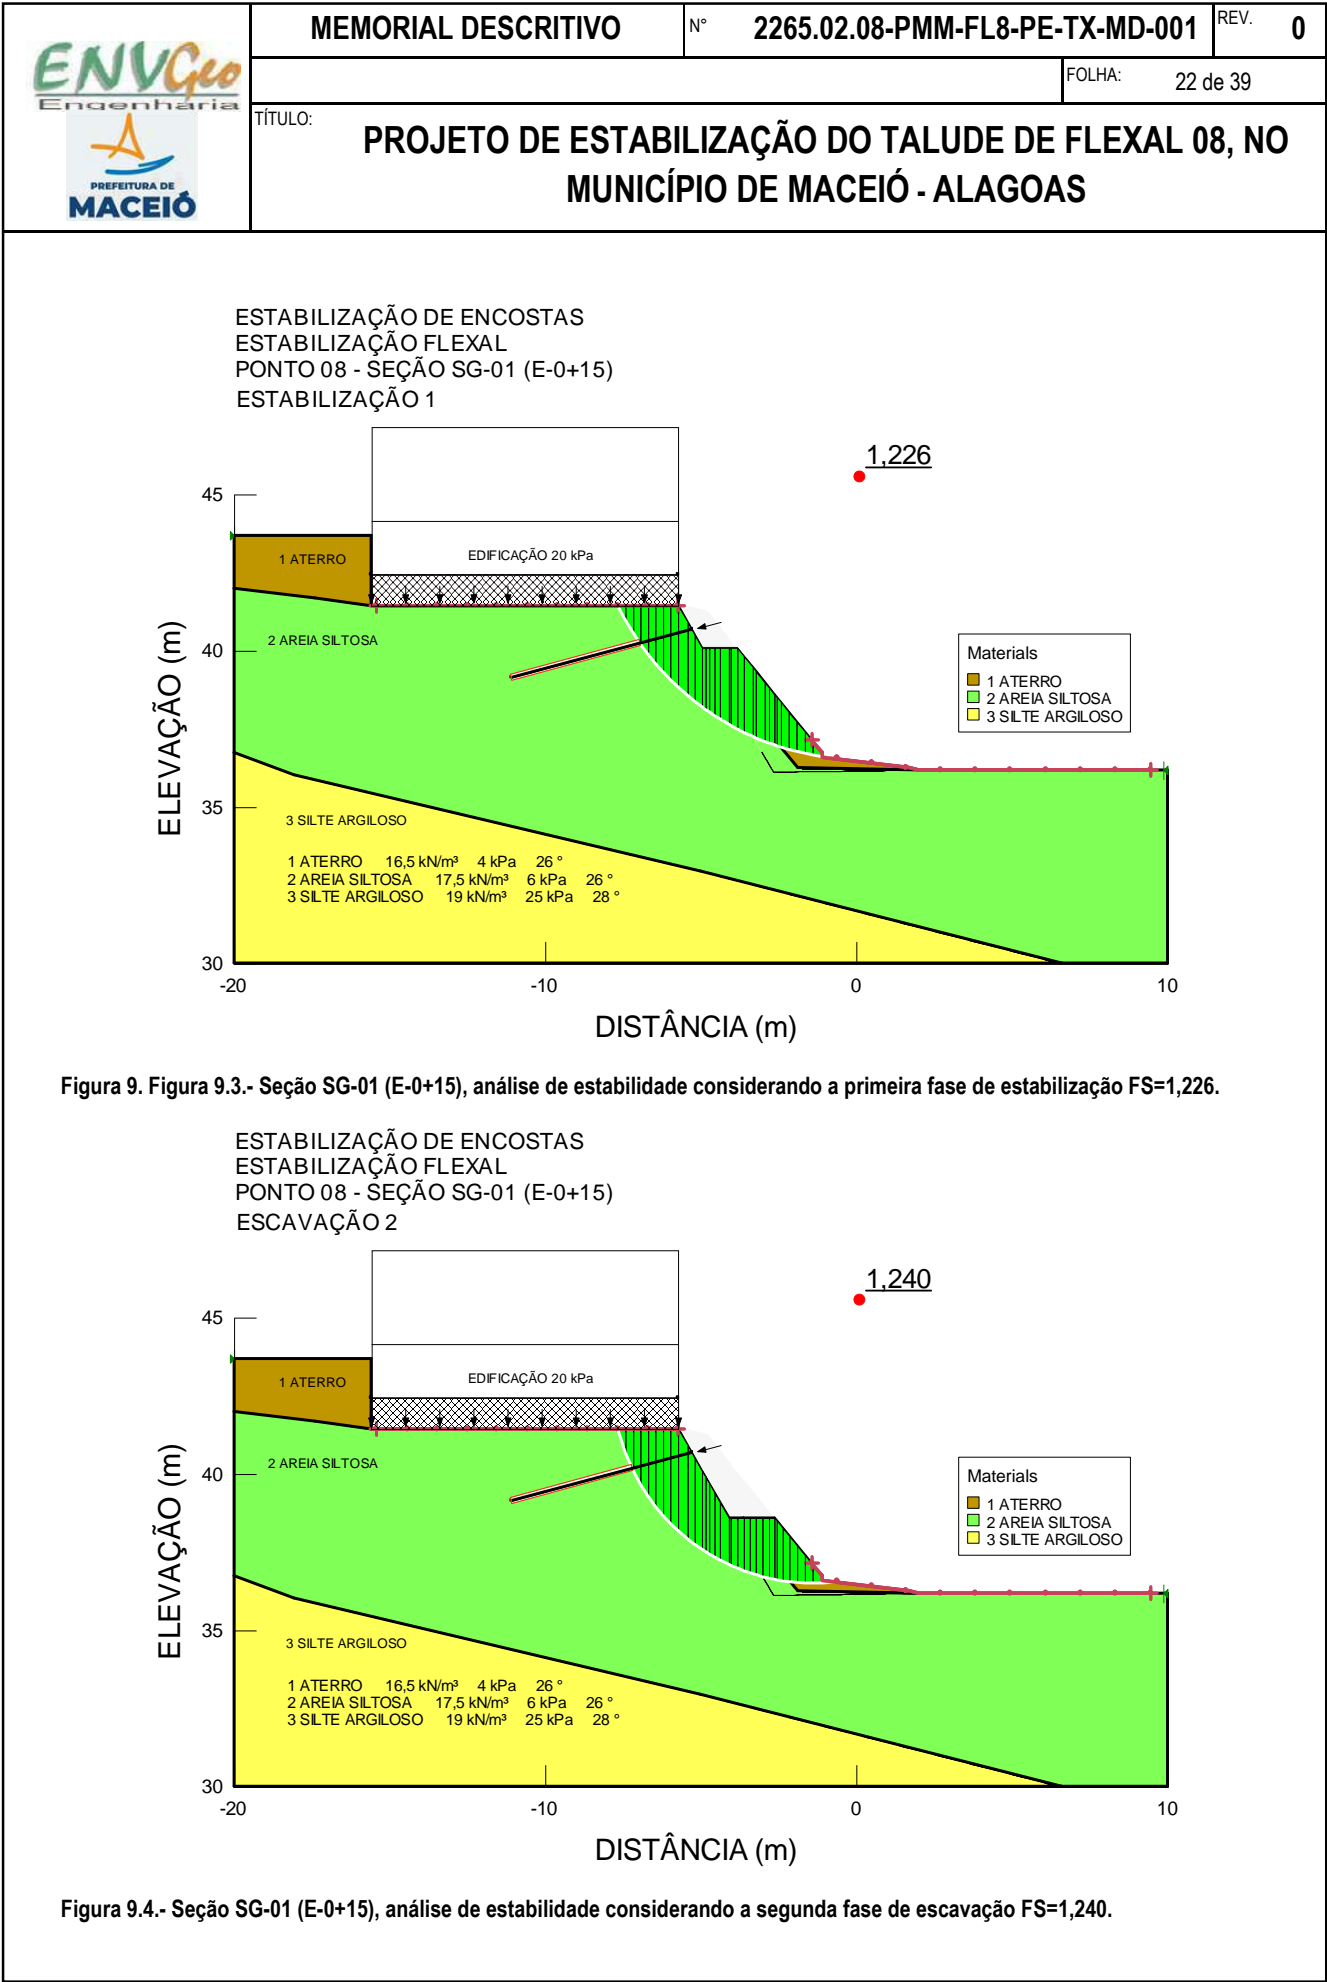 ENVGeo
Engenharia
PREFEITURA DE
MACEIÓ
MEMORIAL DESCRITIVO
N° 2265.02.08-PMM-FL8-PE-TX-MD-001
REV. 0
FOLHA: 22 de 39
TÍTULO:
PROJETO DE ESTABILIZAÇÃO DO TALUDE DE FLEXAL 08, NO
MUNICÍPIO DE MACEIÓ - ALAGOAS
ESTABILIZAÇÃO DE ENCOSTAS
ESTABILIZAÇÃO FLEXAL
PONTO 08 - SEÇÃO SG-01 (E-0+15)
ESTABILIZAÇÃO 1
1,226
45
1 ATERRO
EDIFICAÇÃO 20 kPa
40
2 AREIA SILTOSA
Materials
1 ATERRO
2 AREIA SILTOSA
3 SILTE ARGILOSO
ELEVAÇÃO (m)
35
3 SILTE ARGILOSO
1 ATERRO 16,5 kN/m³ 4 kPa 26 °
2 AREIA SILTOSA 17,5 kN/m³ 6 kPa 26 °
3 SILTE ARGILOSO 19 kN/m³ 25 kPa 28 °
30
-20 -10 0 10
DISTÂNCIA (m)
Figura 9. Figura 9.3.- Seção SG-01 (E-0+15), análise de estabilidade considerando a primeira fase de estabilização FS=1,226.
ESTABILIZAÇÃO DE ENCOSTAS
ESTABILIZAÇÃO FLEXAL
PONTO 08 - SEÇÃO SG-01 (E-0+15)
ESCAVAÇÃO 2
1,240
45
1 ATERRO
EDIFICAÇÃO 20 kPa
40
2 AREIA SILTOSA
Materials
1 ATERRO
2 AREIA SILTOSA
3 SILTE ARGILOSO
ELEVAÇÃO (m)
35
3 SILTE ARGILOSO
1 ATERRO 16,5 kN/m³ 4 kPa 26 °
2 AREIA SILTOSA 17,5 kN/m³ 6 kPa 26 °
3 SILTE ARGILOSO 19 kN/m³ 25 kPa 28 °
30
-20 -10 0 10
DISTÂNCIA (m)
Figura 9.4.- Seção SG-01 (E-0+15), análise de estabilidade considerando a segunda fase de escavação FS=1,240.